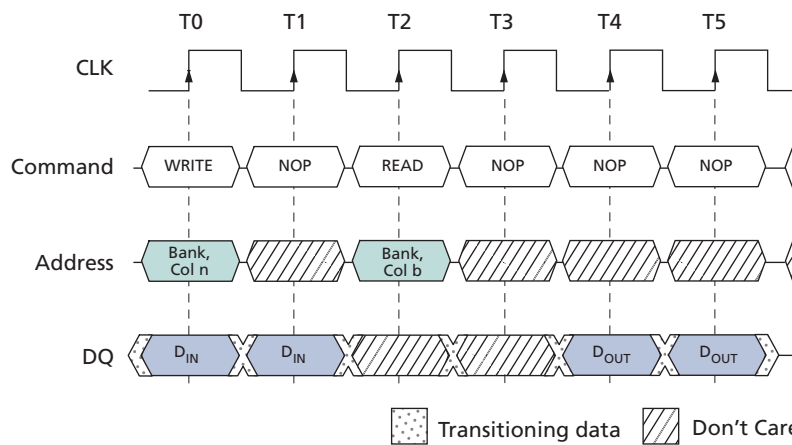 T0 T1 T2 T3 T4 T5
CLK
Command WRITE NOP READ NOP NOP NOP
Address Bank, Col n Bank, Col b
DQ DIN DIN DOUT DOUT
Transitioning data Don't Care